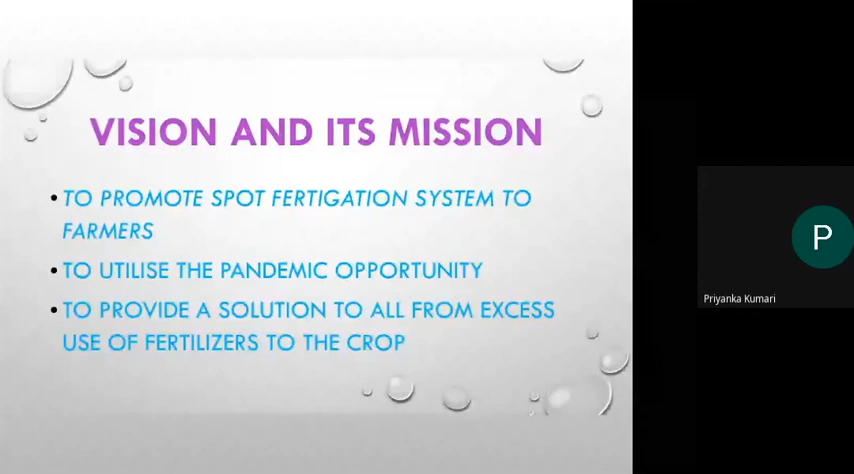 VISION AND ITS MISSION
• TO PROMOTE SPOT FERTIGATION SYSTEM TO
FARMERS
• TO UTILISE THE PANDEMIC OPPORTUNITY
• TO PROVIDE A SOLUTION TO ALL FROM EXCESS
USE OF FERTILIZERS TO THE CROP
P
Priyanka Kumari